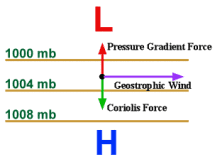 L
Pressure Gradient Force
1000 mb
1004 mb
Geostrophic Wind
Coriolis Force
1008 mb
H